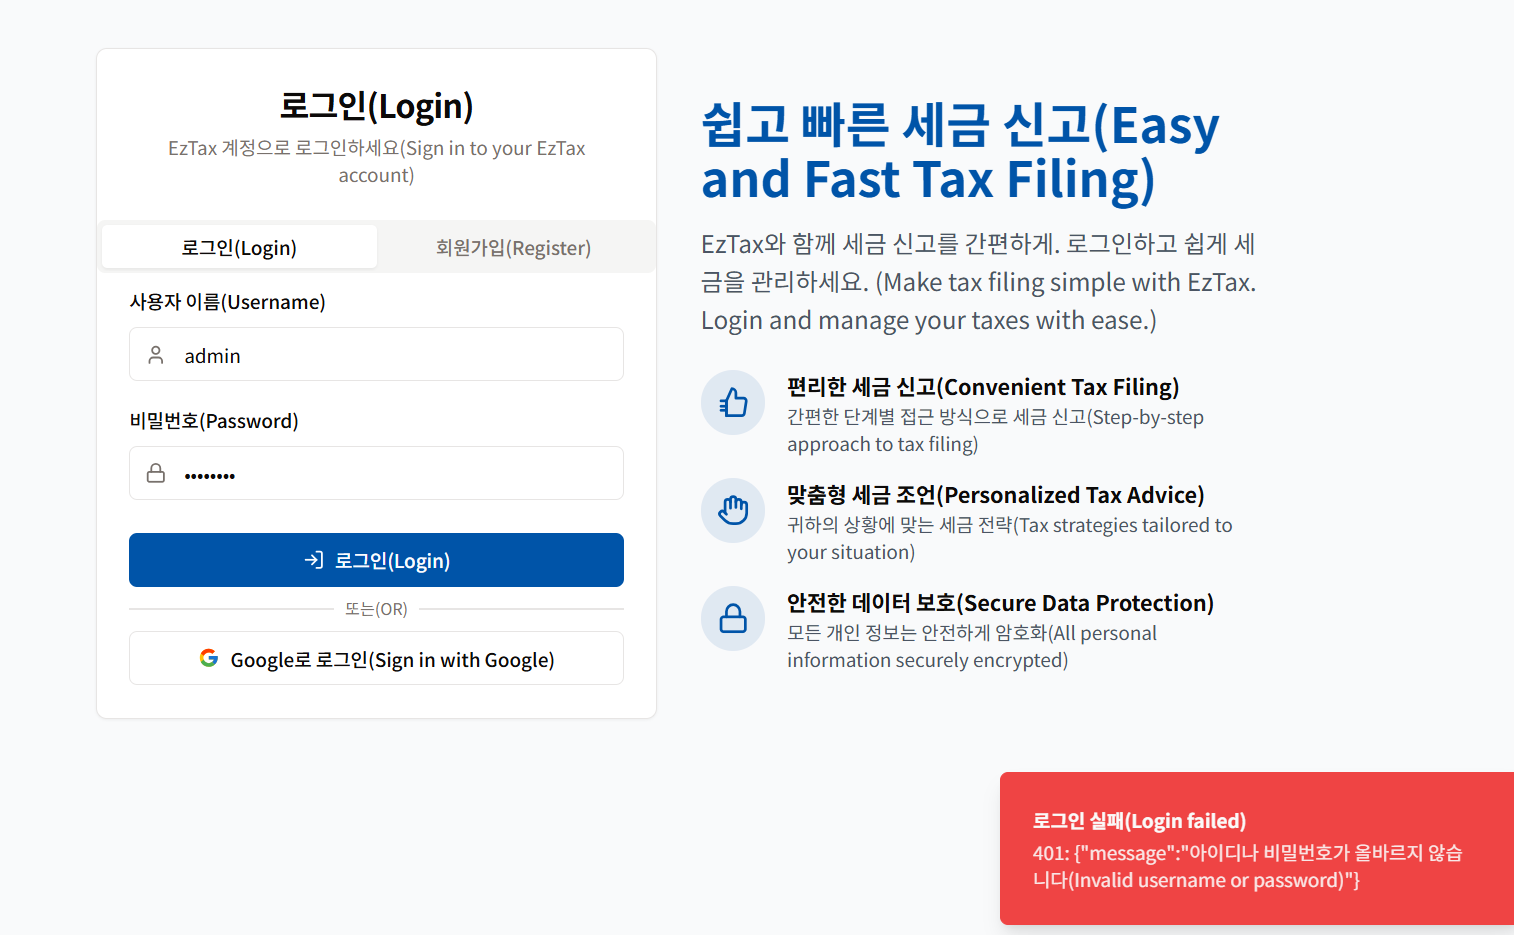 로그인(Login)
EzTax 계정으로 로그인하세요(Sign in to your EzTax
account)
로그인(Login)
회원가입(Register)
사용자 이름(Username)
admin
비밀번호(Password)
••••••••
로그인(Login)
또는(OR)
Google로 로그인(Sign in with Google)
쉽고 빠른 세금 신고(Easy
and Fast Tax Filing)
EzTax와 함께 세금 신고를 간편하게. 로그인하고 쉽게 세
금을 관리하세요. (Make tax filing simple with EzTax.
Login and manage your taxes with ease.)
편리한 세금 신고(Convenient Tax Filing)
간편한 단계별 접근 방식으로 세금 신고(Step-by-step
approach to tax filing)
맞춤형 세금 조언(Personalized Tax Advice)
귀하의 상황에 맞는 세금 전략(Tax strategies tailored to
your situation)
안전한 데이터 보호(Secure Data Protection)
모든 개인 정보는 안전하게 암호화(All personal
information securely encrypted)
로그인 실패(Login failed)
401: {"message":"아이디나 비밀번호가 올바르지 않습
니다(Invalid username or password)"}